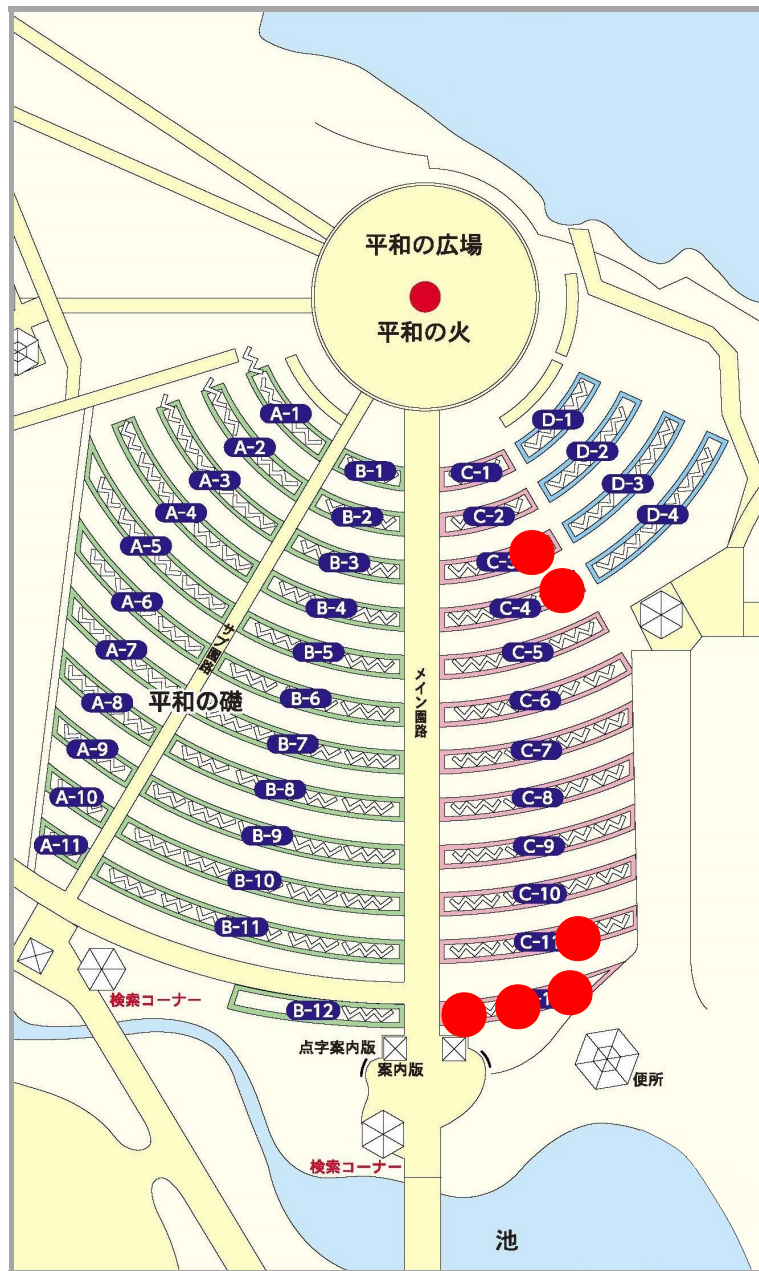 平和の広場
平和の火
A-1
A-2
A-3
A-4
A-5
A-6
A-7
A-8
A-9
A-10
A-11
B-1
B-2
B-3
B-4
B-5
B-6
B-7
B-8
B-9
B-10
B-11
B-12
C-1
C-2
C-4
C-5
C-6
C-7
C-8
C-9
C-10
C-11
D-1
D-2
D-3
D-4
サブ園路
メイン園路
平和の礎
検索コーナー
点字案内版
案内版
便所
検索コーナー
池